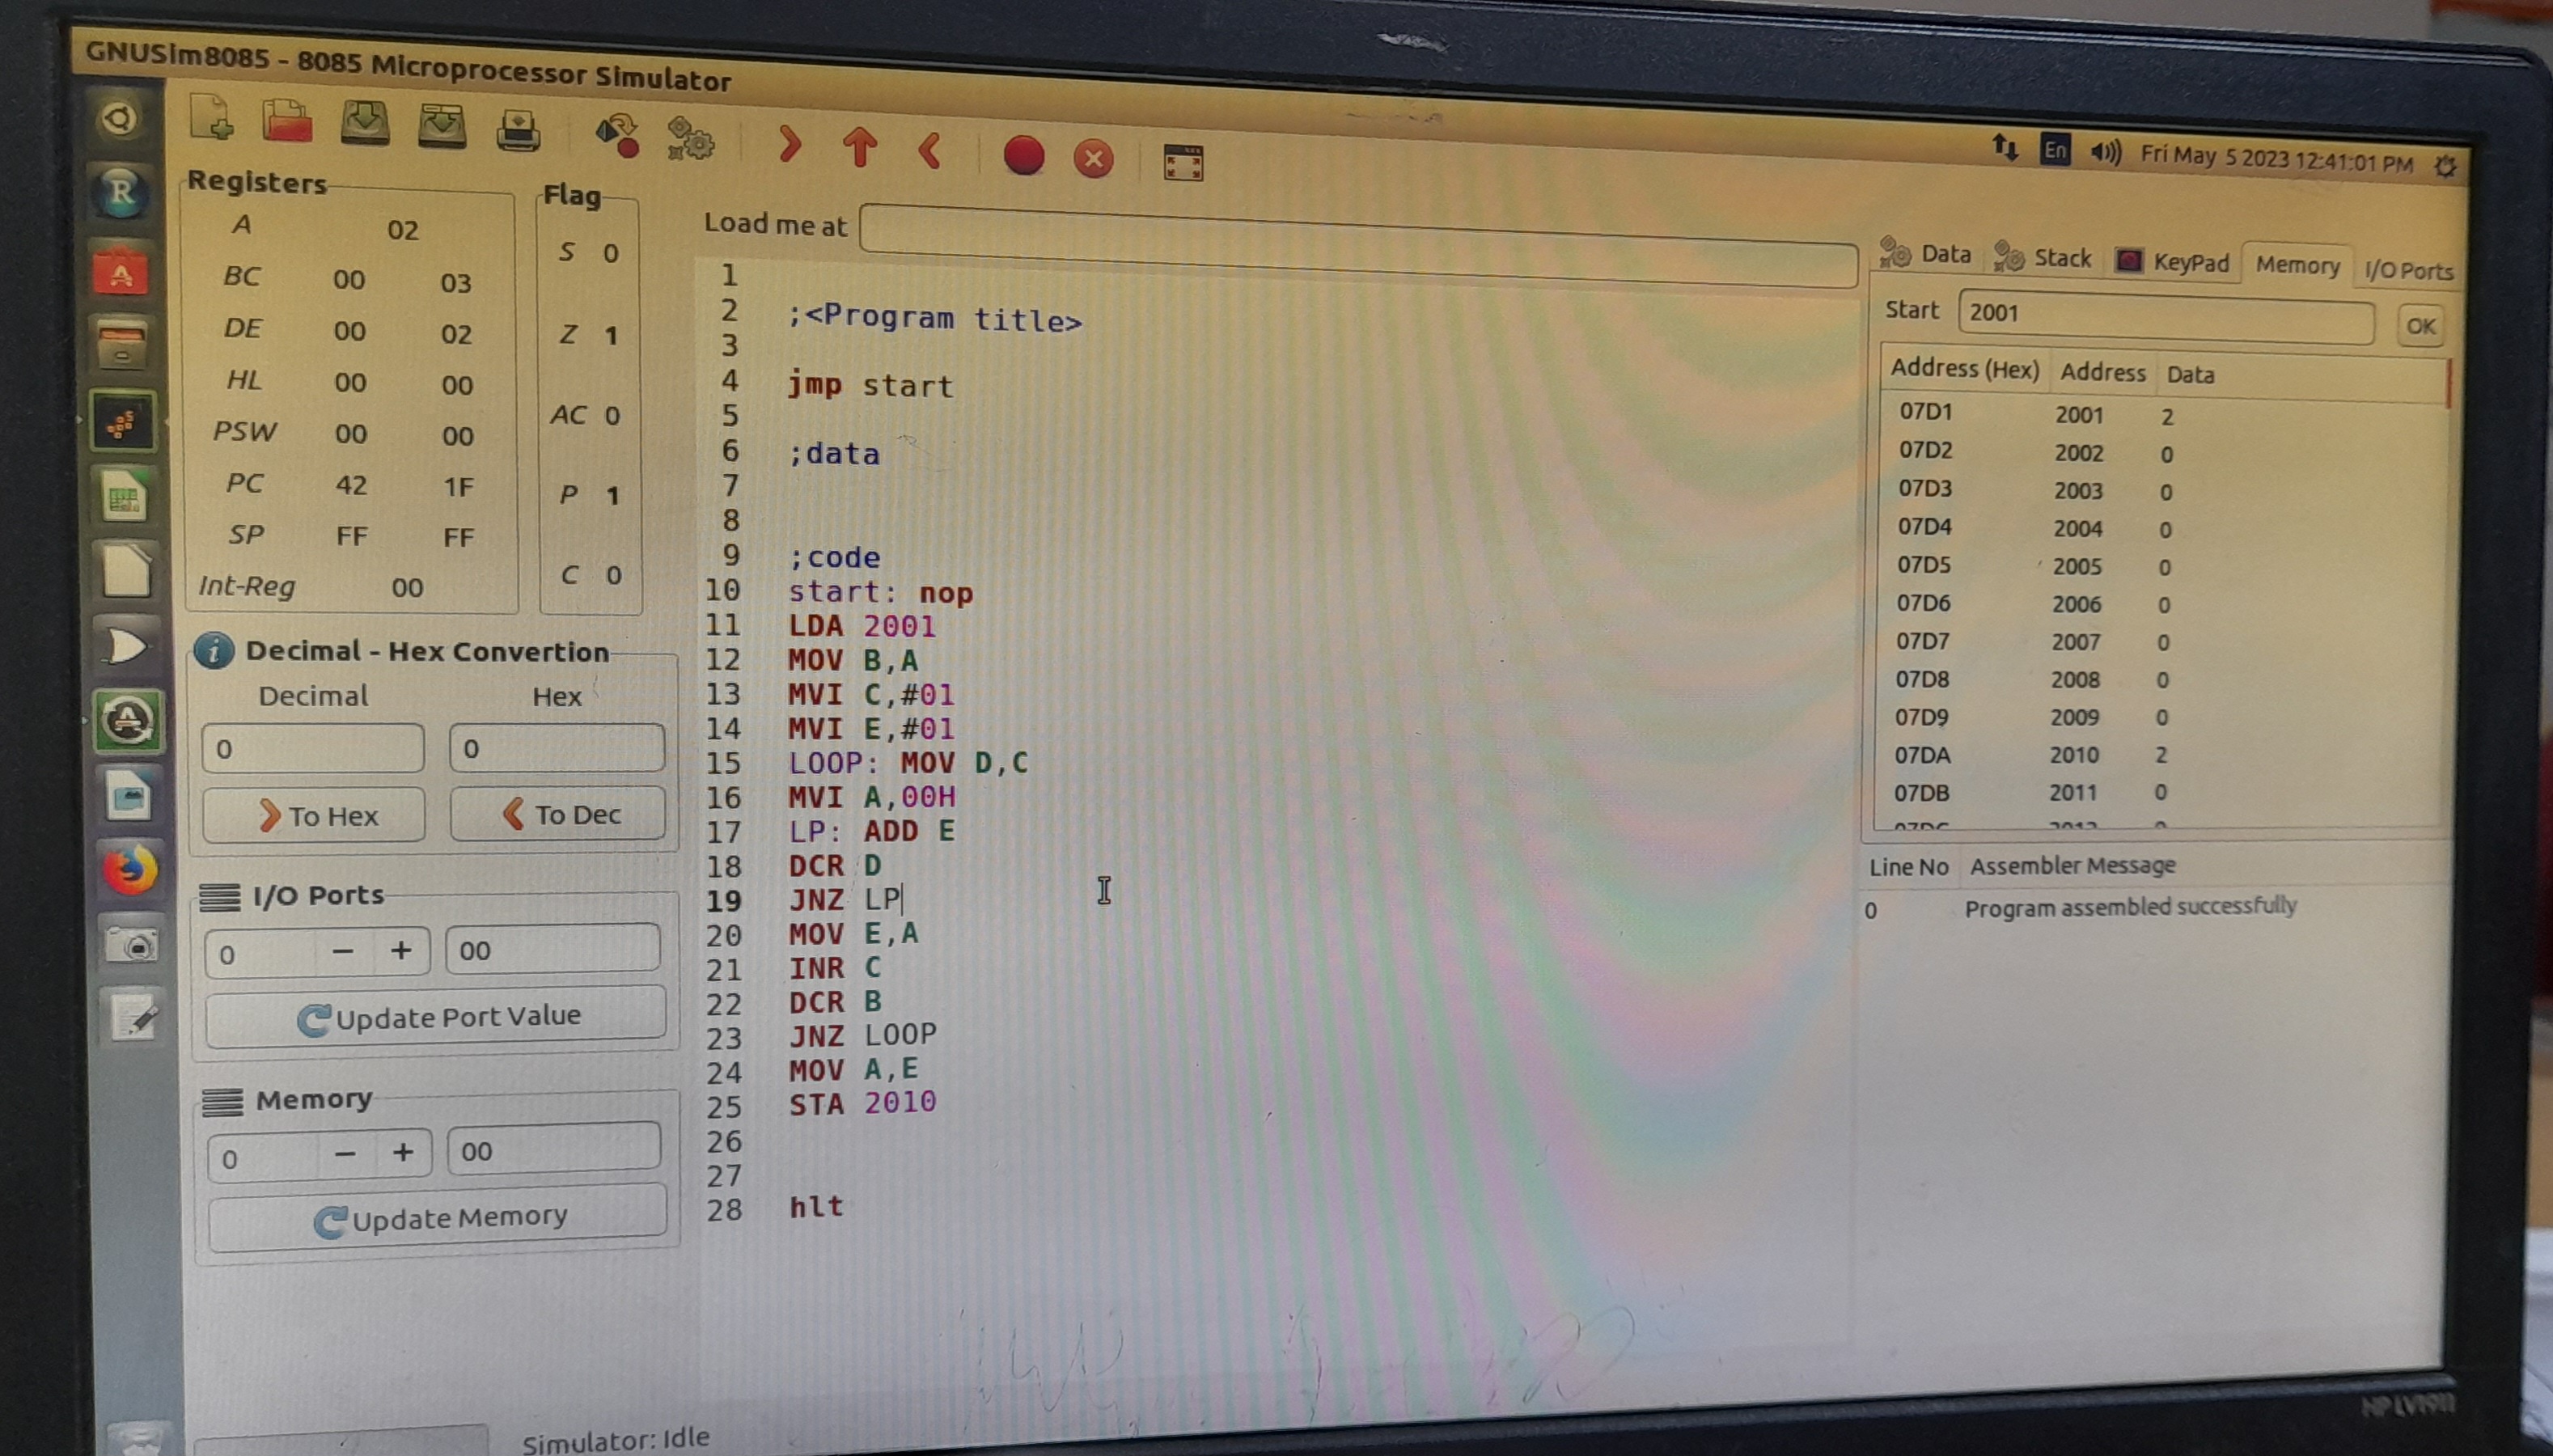 GNUSim8085 - 8085 Microprocessor Simulator
En Fri May 5 2023 12:41:01 PM
Registers
A 02
BC 00 03
DE 00 02
HL 00 00
PSW 00 00
PC 42 1F
SP FF FF
Int-Reg 00
Flag
S 0
Z 1
AC 0
P 1
C 0
Decimal - Hex Convertion
Decimal Hex
0 0
To Hex To Dec
I/O Ports
0 − + 00
Update Port Value
Memory
0 − + 00
Update Memory
Load me at
1
2 ;<Program title>
3
4 jmp start
5
6 ;data
7
8
9 ;code
10 start: nop
11 LDA 2001
12 MOV B,A
13 MVI C,#01
14 MVI E,#01
15 LOOP: MOV D,C
16 MVI A,00H
17 LP: ADD E
18 DCR D
19 JNZ LP
20 MOV E,A
21 INR C
22 DCR B
23 JNZ LOOP
24 MOV A,E
25 STA 2010
26
27
28 hlt
Data Stack KeyPad Memory I/O Ports
Start 2001 OK
Address (Hex) Address Data
07D1 2001 2
07D2 2002 0
07D3 2003 0
07D4 2004 0
07D5 2005 0
07D6 2006 0
07D7 2007 0
07D8 2008 0
07D9 2009 0
07DA 2010 2
07DB 2011 0
Line No Assembler Message
0 Program assembled successfully
Simulator: Idle